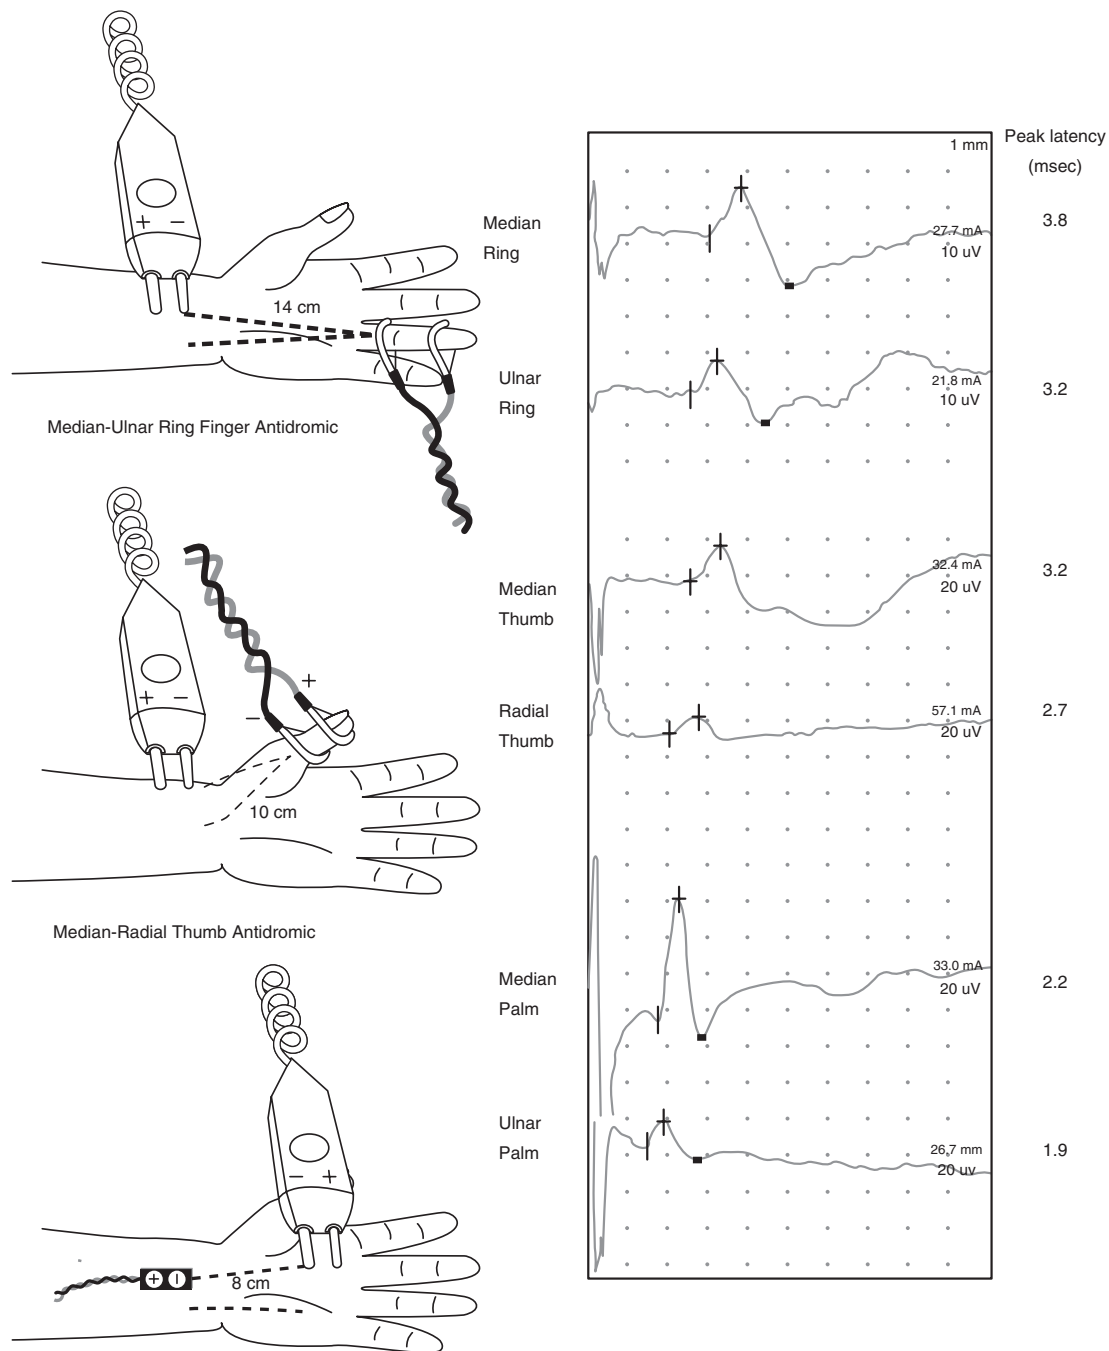 1 mm
Peak latency
(msec)
Median
Ring
27.7 mA
10 uV
3.8
+ −
14 cm
Ulnar
Ring
21.8 mA
10 uV
3.2
Median-Ulnar Ring Finger Antidromic
Median
Thumb
32.4 mA
20 uV
3.2
+
−
+ −
Radial
Thumb
57.1 mA
20 uV
2.7
10 cm
Median-Radial Thumb Antidromic
Median
Palm
33.0 mA
20 uV
2.2
Ulnar
Palm
26.7 mm
20 uv
1.9
− +
+ −
8 cm